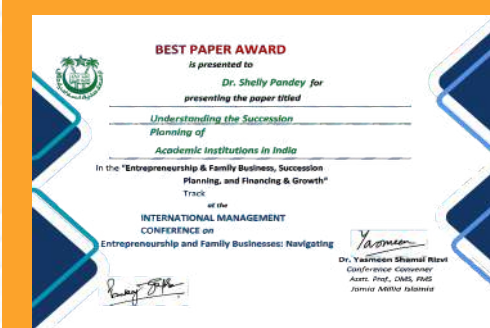 BEST PAPER AWARD
is presented to
Dr. Shelly Pandey for
presenting the paper titled
Understanding the Succession
Planning of
Academic Institutions in India
In the "Entrepreneurship & Family Business, Succession
Planning, and Financing & Growth"
Track
at the
INTERNATIONAL MANAGEMENT
CONFERENCE on
Entrepreneurship and Family Businesses: Navigating
Yasmeen
Dr. Yasmeen Shamsi Rizvi
Conference Convener
Asstt. Prof., DMS, FMS
Jamia Millia Islamia